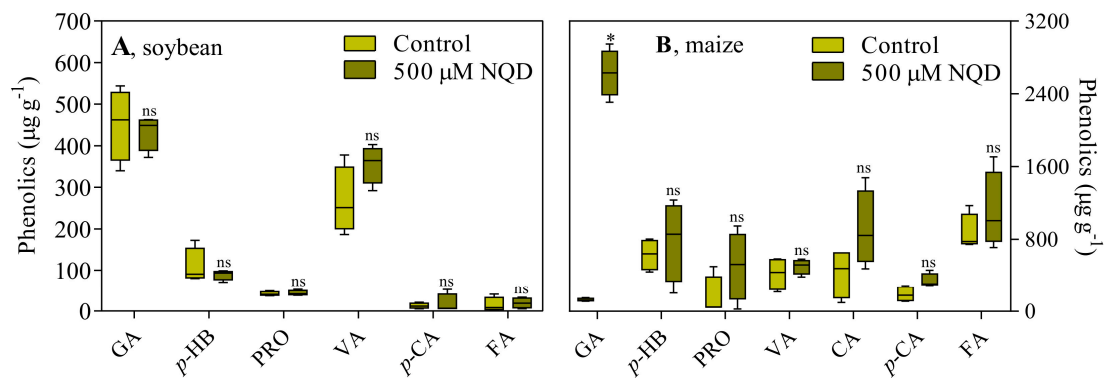 A, soybean
Control
500 μM NQD
Phenolics (μg g⁻¹)
700
600
500
400
300
200
100
0
ns
ns
ns
ns
ns
ns
GA
p-HB
PRO
VA
p-CA
FA
B, maize
Control
500 μM NQD
*
ns
ns
ns
ns
ns
ns
GA
p-HB
PRO
VA
CA
p-CA
FA
3200
2400
1600
800
0
Phenolics (μg g⁻¹)